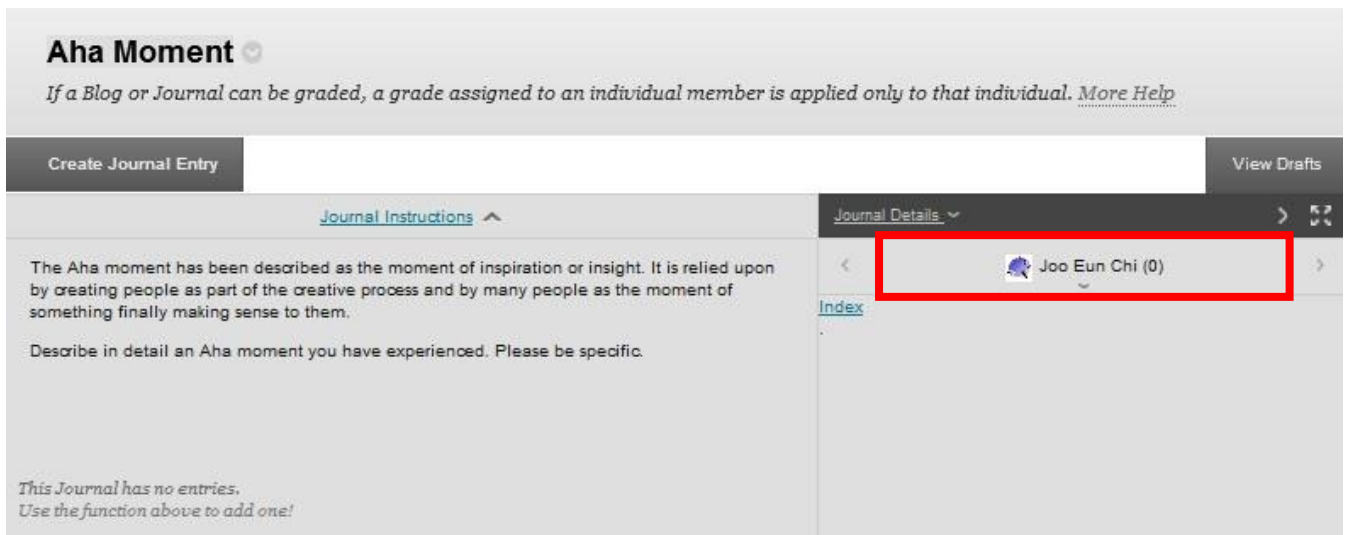 Aha Moment
If a Blog or Journal can be graded, a grade assigned to an individual member is applied only to that individual. More Help
Create Journal Entry
View Drafts
Journal Instructions
The Aha moment has been described as the moment of inspiration or insight. It is relied upon
by creating people as part of the creative process and by many people as the moment of
something finally making sense to them.
Describe in detail an Aha moment you have experienced. Please be specific.
This Journal has no entries.
Use the function above to add one!
Journal Details
Joo Eun Chi (0)
Index